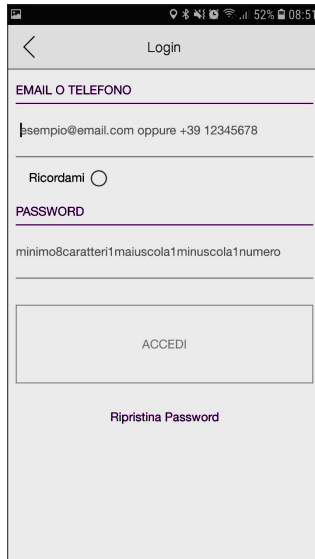 52% 08:51
Login
EMAIL O TELEFONO
esempio@email.com oppure +39 12345678
Ricordami
PASSWORD
minimo8caratteri1maiuscola1minuscola1numero
ACCEDI
Ripristina Password